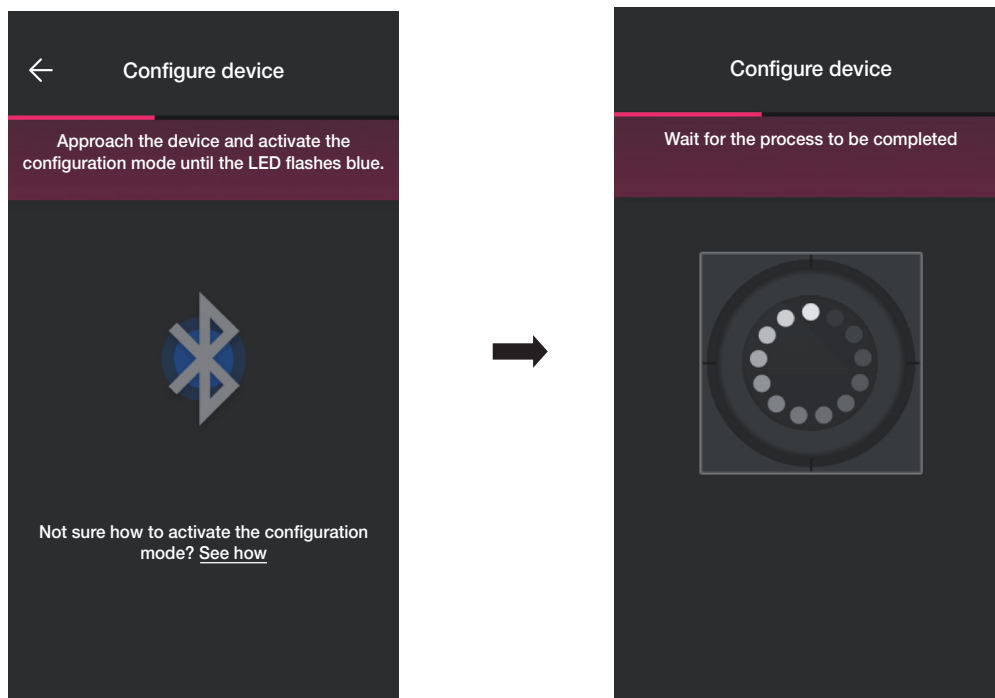 Configure device
Approach the device and activate the
configuration mode until the LED flashes blue.
Not sure how to activate the configuration
mode? See how
Configure device
Wait for the process to be completed